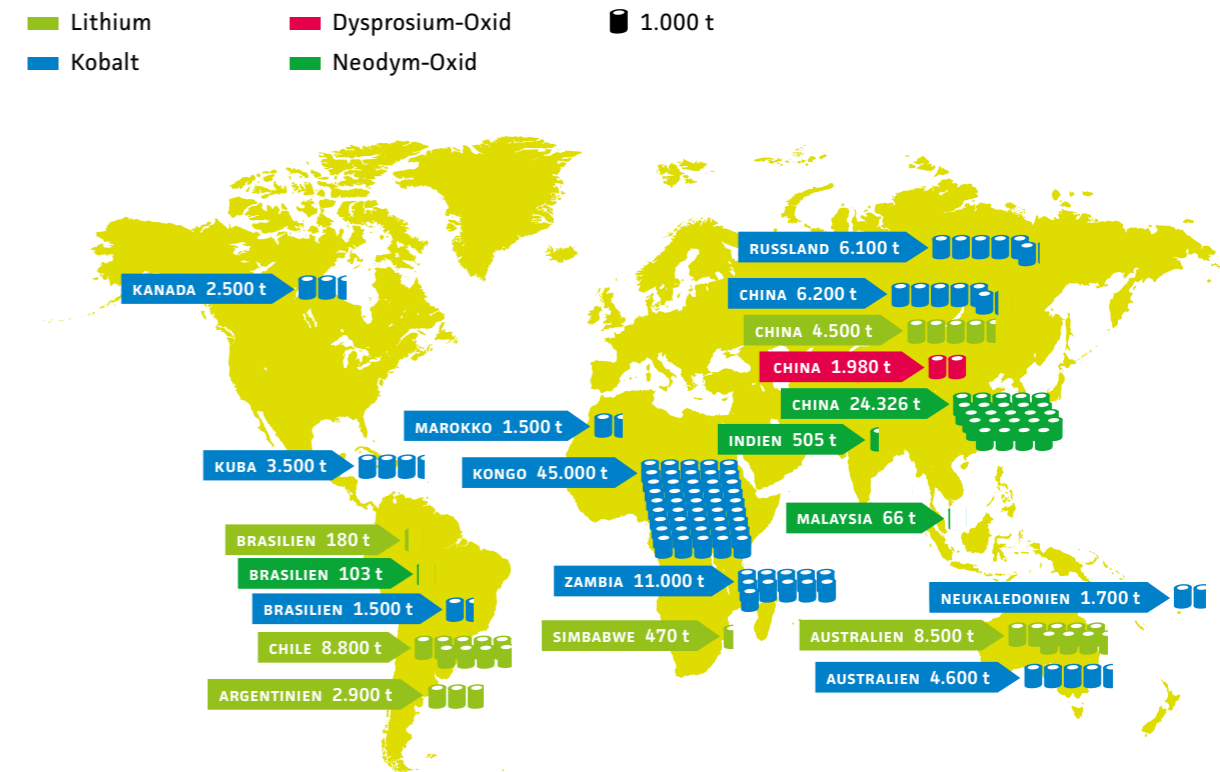 Lithium
Kobalt
Dysprosium-Oxid
Neodym-Oxid
1.000 t
RUSSLAND 6.100 t
KANADA 2.500 t
CHINA 6.200 t
CHINA 4.500 t
CHINA 1.980 t
CHINA 24.326 t
MAROKKO 1.500 t
INDIEN 505 t
KUBA 3.500 t
KONGO 45.000 t
MALAYSIA 66 t
BRASILIEN 180 t
BRASILIEN 103 t
ZAMBIA 11.000 t
BRASILIEN 1.500 t
NEUKALEDONIEN 1.700 t
SIMBABWE 470 t
AUSTRALIEN 8.500 t
CHILE 8.800 t
AUSTRALIEN 4.600 t
ARGENTINIEN 2.900 t